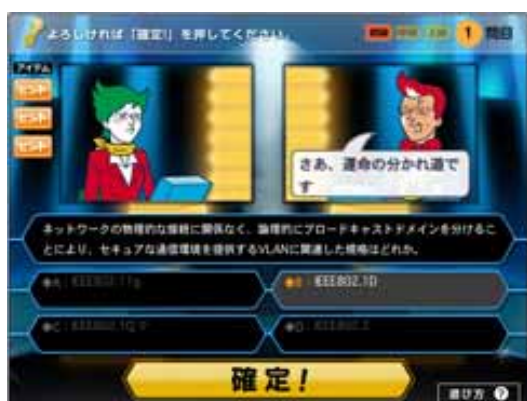 よろしければ「確定!」を押してください。
1 問目
アイテム
ヒント
ヒント
ヒント
さあ、運命の分かれ道で
す
ネットワークの物理的な接続に関係なく、論理的にブロードキャストドメインを分けるこ
とにより、セキュアな通信環境を提供するVLANに関連した規格はどれか。
A : IEEE802.11g
B : IEEE802.1D
C : IEEE802.1Q
D : IEEE802.3
確定!
遊び方 ?